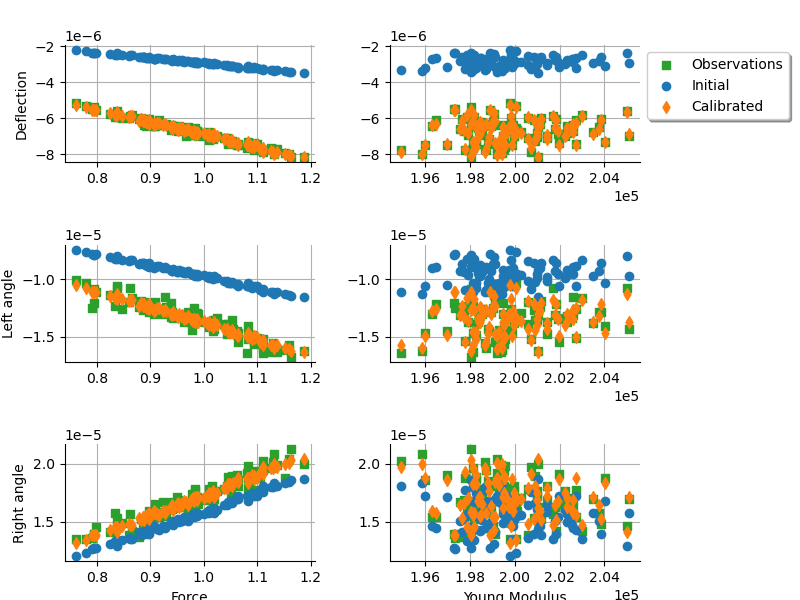 1e−6
−2
−4
−6
−8
Deflection
0.8 0.9 1.0 1.1 1.2
−2
−4
−6
−8
1e−6
1.96 1.98 2.00 2.02 2.04
1e5
Observations
Initial
Calibrated
1e−5
−1.0
−1.5
Left angle
0.8 0.9 1.0 1.1 1.2
1e−5
−1.0
−1.5
1.96 1.98 2.00 2.02 2.04
1e5
1e−5
2.0
1.5
Right angle
0.8 0.9 1.0 1.1 1.2
Force
1e−5
2.0
1.5
1.96 1.98 2.00 2.02 2.04
1e5
Young Modulus